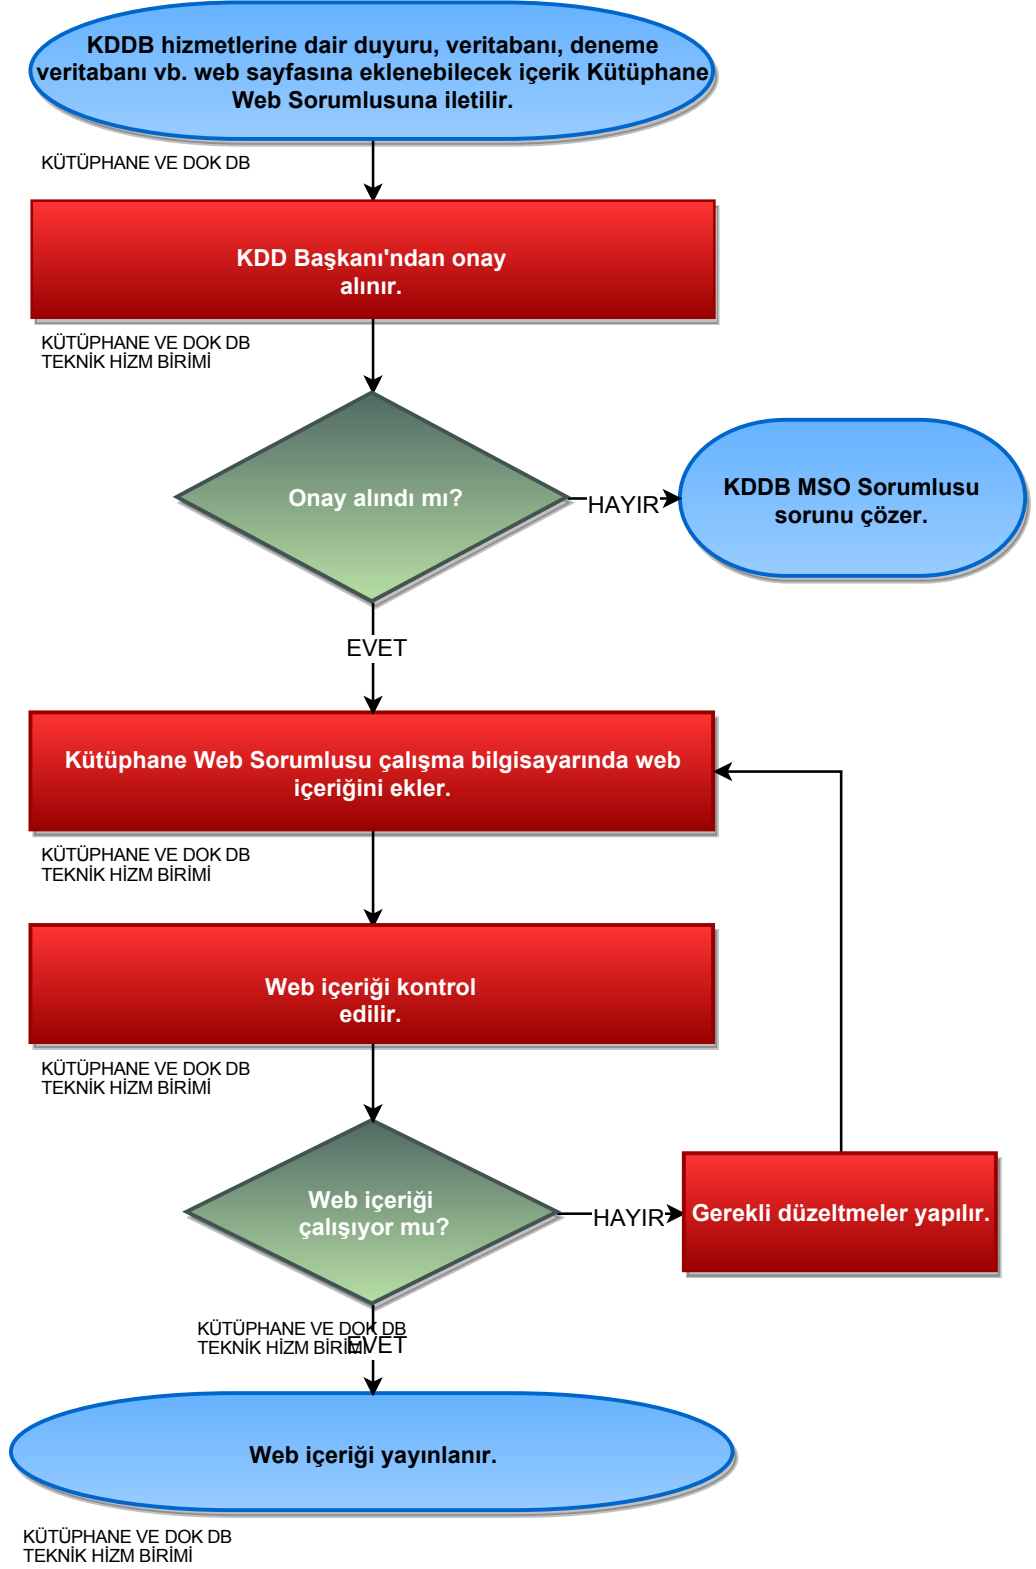 KDDB hizmetlerine dair duyuru, veritabanı, deneme
veritabanı vb. web sayfasına eklenebilecek içerik Kütüphane
Web Sorumlusuna iletilir.
KÜTÜPHANE VE DOK DB
KDD Başkanı'ndan onay
alınır.
KÜTÜPHANE VE DOK DB
TEKNİK HİZM BİRİMİ
Onay alındı mı?
HAYIR
KDDB MSO Sorumlusu
sorunu çözer.
EVET
Kütüphane Web Sorumlusu çalışma bilgisayarında web
içeriğini ekler.
KÜTÜPHANE VE DOK DB
TEKNİK HİZM BİRİMİ
Web içeriği kontrol
edilir.
KÜTÜPHANE VE DOK DB
TEKNİK HİZM BİRİMİ
Web içeriği
çalışıyor mu?
HAYIR
Gerekli düzeltmeler yapılır.
KÜTÜPHANE VE DOK DB
TEKNİK HİZM BİRİMİ
EVET
Web içeriği yayınlanır.
KÜTÜPHANE VE DOK DB
TEKNİK HİZM BİRİMİ